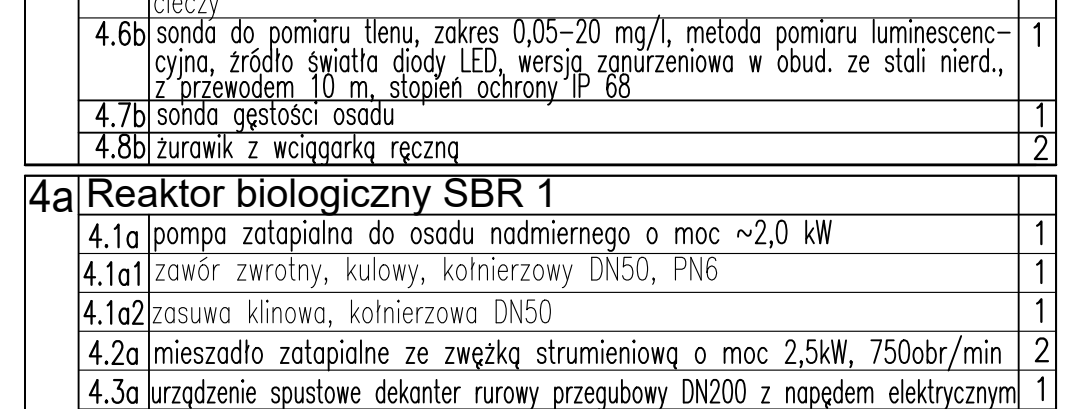 cieczy
4.6b sonda do pomiaru tlenu, zakres 0,05–20 mg/l, metoda pomiaru luminescenc– 1
cyjna, źródło światła diody LED, wersja zanurzeniowa w obud. ze stali nierd.,
z przewodem 10 m, stopień ochrony IP 68
4.7b sonda gęstości osadu 1
4.8b żurawik z wciągarką ręczną 2
4a Reaktor biologiczny SBR 1
4.1a pompa zatapialna do osadu nadmiernego o moc ~2,0 kW 1
4.1a1 zawór zwrotny, kulowy, kołnierzowy DN50, PN6 1
4.1a2 zasuwa klinowa, kołnierzowa DN50 1
4.2a mieszadło zatapialne ze zwężką strumieniową o moc 2,5kW, 750obr/min 2
4.3a urządzenie spustowe dekanter rurowy przegubowy DN200 z napędem elektrycznym 1